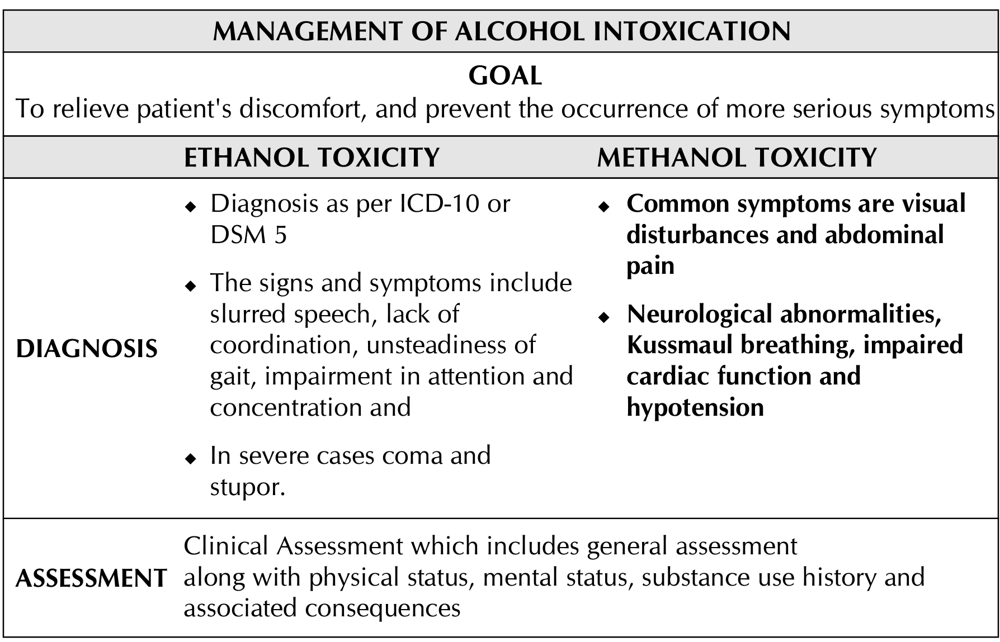 MANAGEMENT OF ALCOHOL INTOXICATION
GOAL
To relieve patient's discomfort, and prevent the occurrence of more serious symptoms
ETHANOL TOXICITY
METHANOL TOXICITY
DIAGNOSIS
◆ Diagnosis as per ICD-10 or
DSM 5
◆ The signs and symptoms include
slurred speech, lack of
coordination, unsteadiness of
gait, impairment in attention and
concentration and
◆ In severe cases coma and
stupor.
◆ Common symptoms are visual
disturbances and abdominal
pain
◆ Neurological abnormalities,
Kussmaul breathing, impaired
cardiac function and
hypotension
ASSESSMENT
Clinical Assessment which includes general assessment
along with physical status, mental status, substance use history and
associated consequences